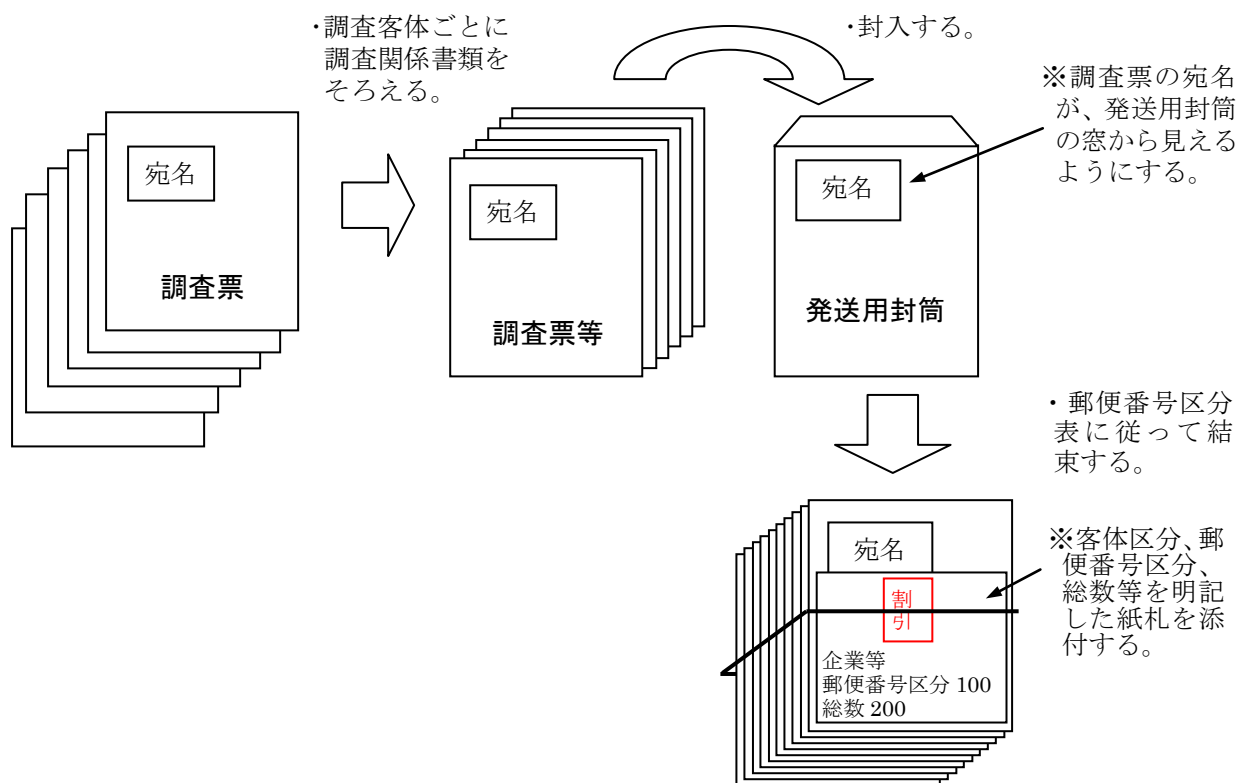 ・調査客体ごとに
調査関係書類を
そろえる。
・封入する。
※調査票の宛名
が、発送用封筒
の窓から見える
ようにする。
宛名
調査票
宛名
調査票等
宛名
発送用封筒
・郵便番号区分
表に従って結
束する。
宛名
割
引
企業等
郵便番号区分 100
総数 200
※客体区分、郵
便番号区分、
総数等を明記
した紙札を添
付する。